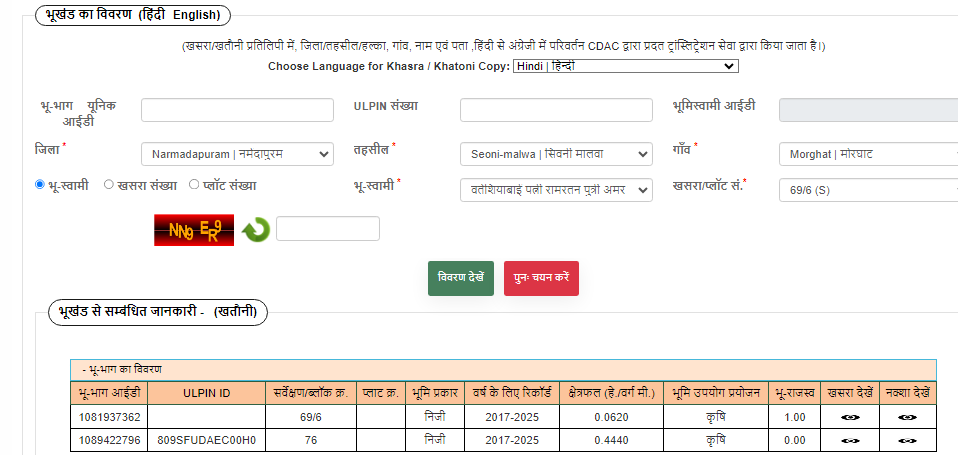 भूखंड का विवरण (हिंदी English)
(खसरा/खतौनी प्रतिलिपी में, जिला/तहसील/हल्का, गांव, नाम एवं पता ,हिंदी से अंग्रेजी में परिवर्तन CDAC द्वारा प्रदत ट्रांस्लिट्रेशन सेवा द्वारा किया जाता है।)
Choose Language for Khasra / Khatoni Copy: Hindi | हिन्दी
भू-भाग यूनिक आईडी ULPIN संख्या भूमिस्वामी आईडी
जिला * Narmadapuram | नर्मदापुरम तहसील * Seoni-malwa | सिवनी मालवा गाँव * Morghat | मोरघाट
भू-स्वामी खसरा संख्या प्लॉट संख्या भू-स्वामी * वतेशियाबाई पत्नी रामरतन पुत्री अमर खसरा/प्लॉट सं.* 69/6 (S)
NN9 ER9
विवरण देखें पुनः चयन करें
भूखंड से सम्बंधित जानकारी - (खतौनी)
- भू-भाग का विवरण
भू-भाग आईडी ULPIN ID सर्वेक्षण/ब्लॉक क्र. प्लाट क्र. भूमि प्रकार वर्ष के लिए रिकॉर्ड क्षेत्रफल (हे./वर्ग मी.) भूमि उपयोग प्रयोजन भू-राजस्व खसरा देखें नक्शा देखें
1081937362 69/6 निजी 2017-2025 0.0620 कृषि 1.00
1089422796 809SFUDAEC00H0 76 निजी 2017-2025 0.4440 कृषि 0.00